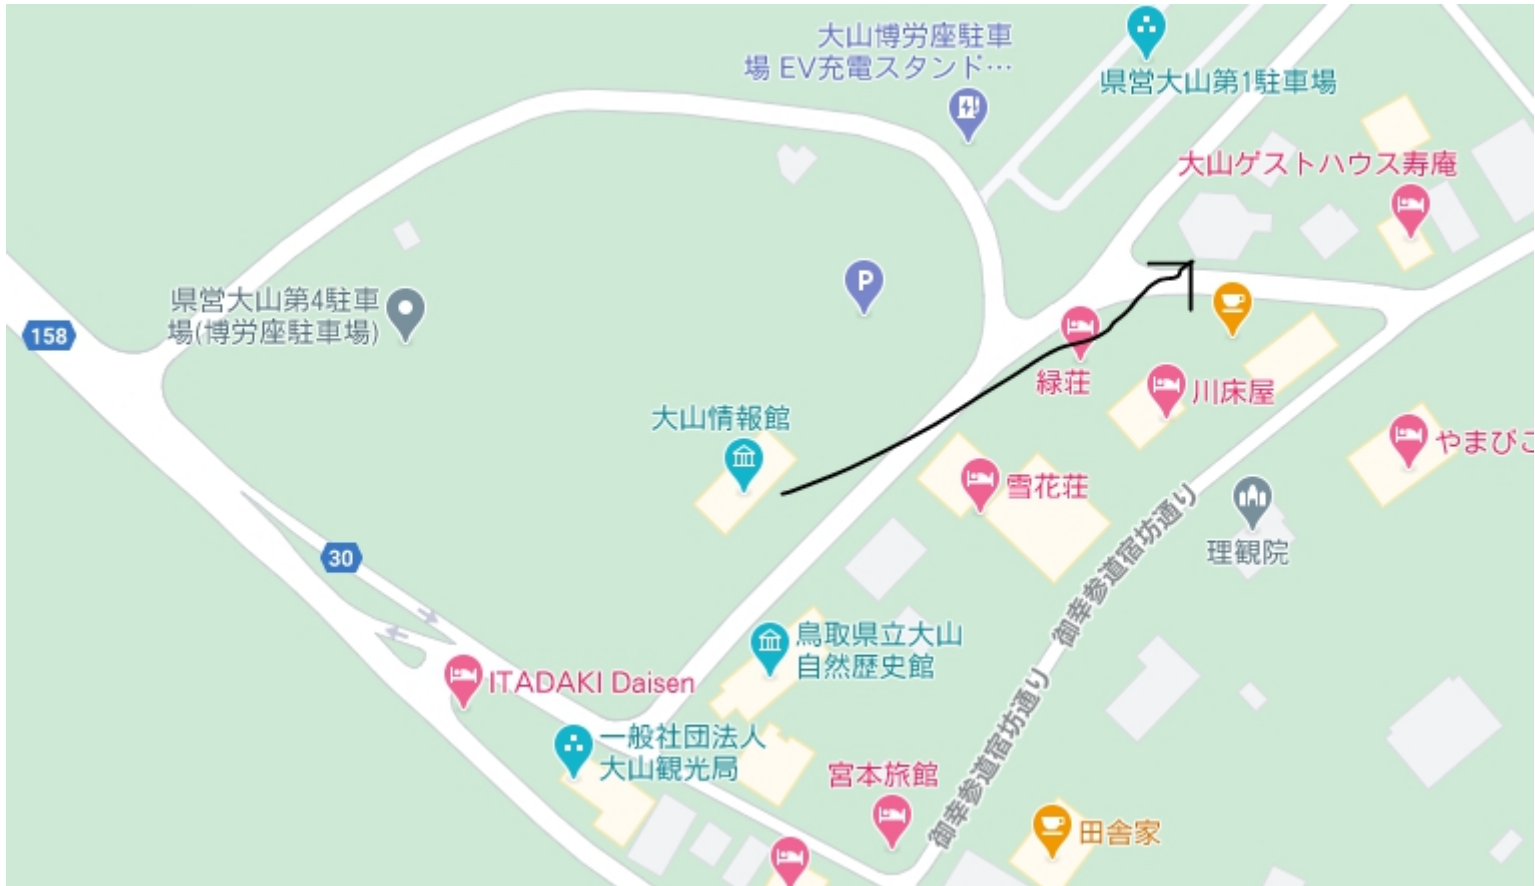 大山博労座駐車
場 EV充電スタンド…
県営大山第1駐車場
大山ゲストハウス寿庵
県営大山第4駐車
場(博労座駐車場)
P
158
緑荘
川床屋
大山情報館
やまびこ
雪花荘
御幸参道宿坊通り
理観院
30
鳥取県立大山
自然歴史館
ITADAKI Daisen
御幸参道宿坊通り
一般社団法人
大山観光局
宮本旅館
田舎家